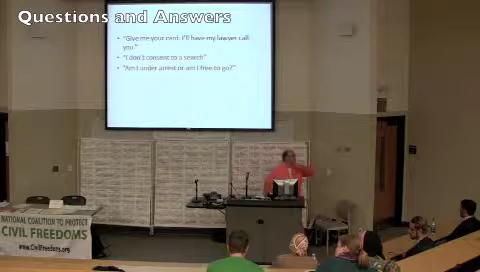 Questions and Answers
• "Give me your card: I'll have my lawyer call
you."
• "I don't consent to a search"
• "Am I under arrest or am I free to go?"
NATIONAL COALITION TO PROTECT
CIVIL FREEDOMS
www.CivilFreedoms.org